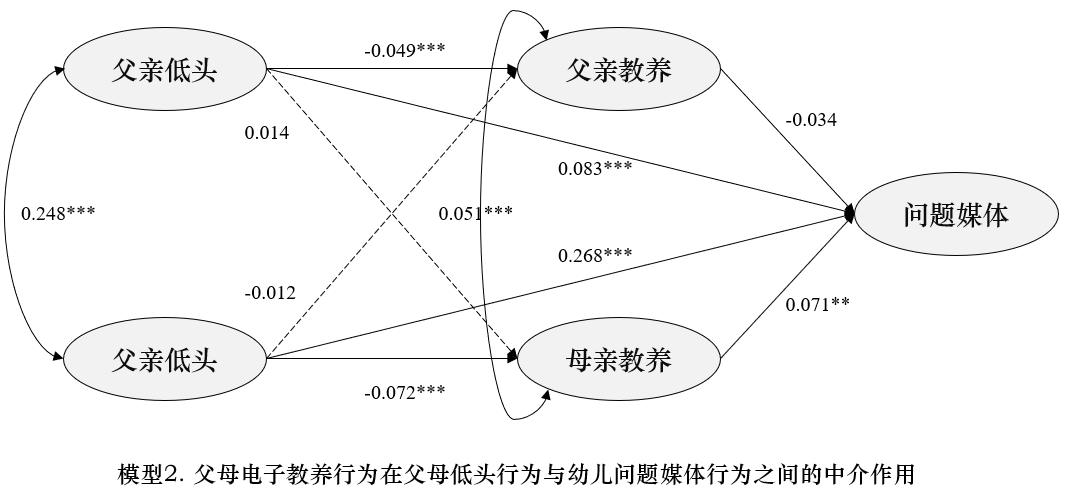 -0.049***
父亲低头
父亲教养
-0.034
0.014
0.083***
0.248***
0.051***
问题媒体
0.268***
-0.012
0.071**
父亲低头
母亲教养
-0.072***
模型2. 父母电子教养行为在父母低头行为与幼儿问题媒体行为之间的中介作用